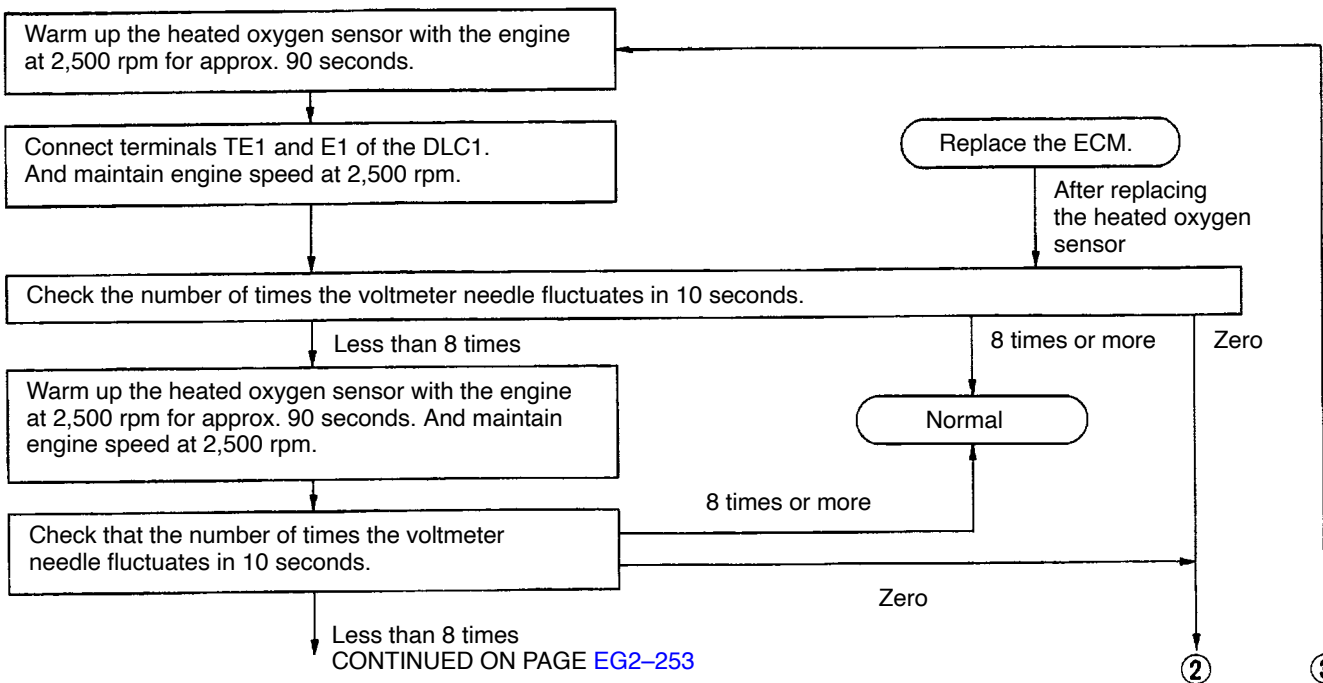 Warm up the heated oxygen sensor with the engine
at 2,500 rpm for approx. 90 seconds.
Connect terminals TE1 and E1 of the DLC1.
And maintain engine speed at 2,500 rpm.
Replace the ECM.
After replacing
the heated oxygen
sensor
Check the number of times the voltmeter needle fluctuates in 10 seconds.
Less than 8 times
8 times or more
Zero
Warm up the heated oxygen sensor with the engine
at 2,500 rpm for approx. 90 seconds. And maintain
engine speed at 2,500 rpm.
Normal
8 times or more
Check that the number of times the voltmeter
needle fluctuates in 10 seconds.
Zero
Less than 8 times
CONTINUED ON PAGE EG2–253
2
3